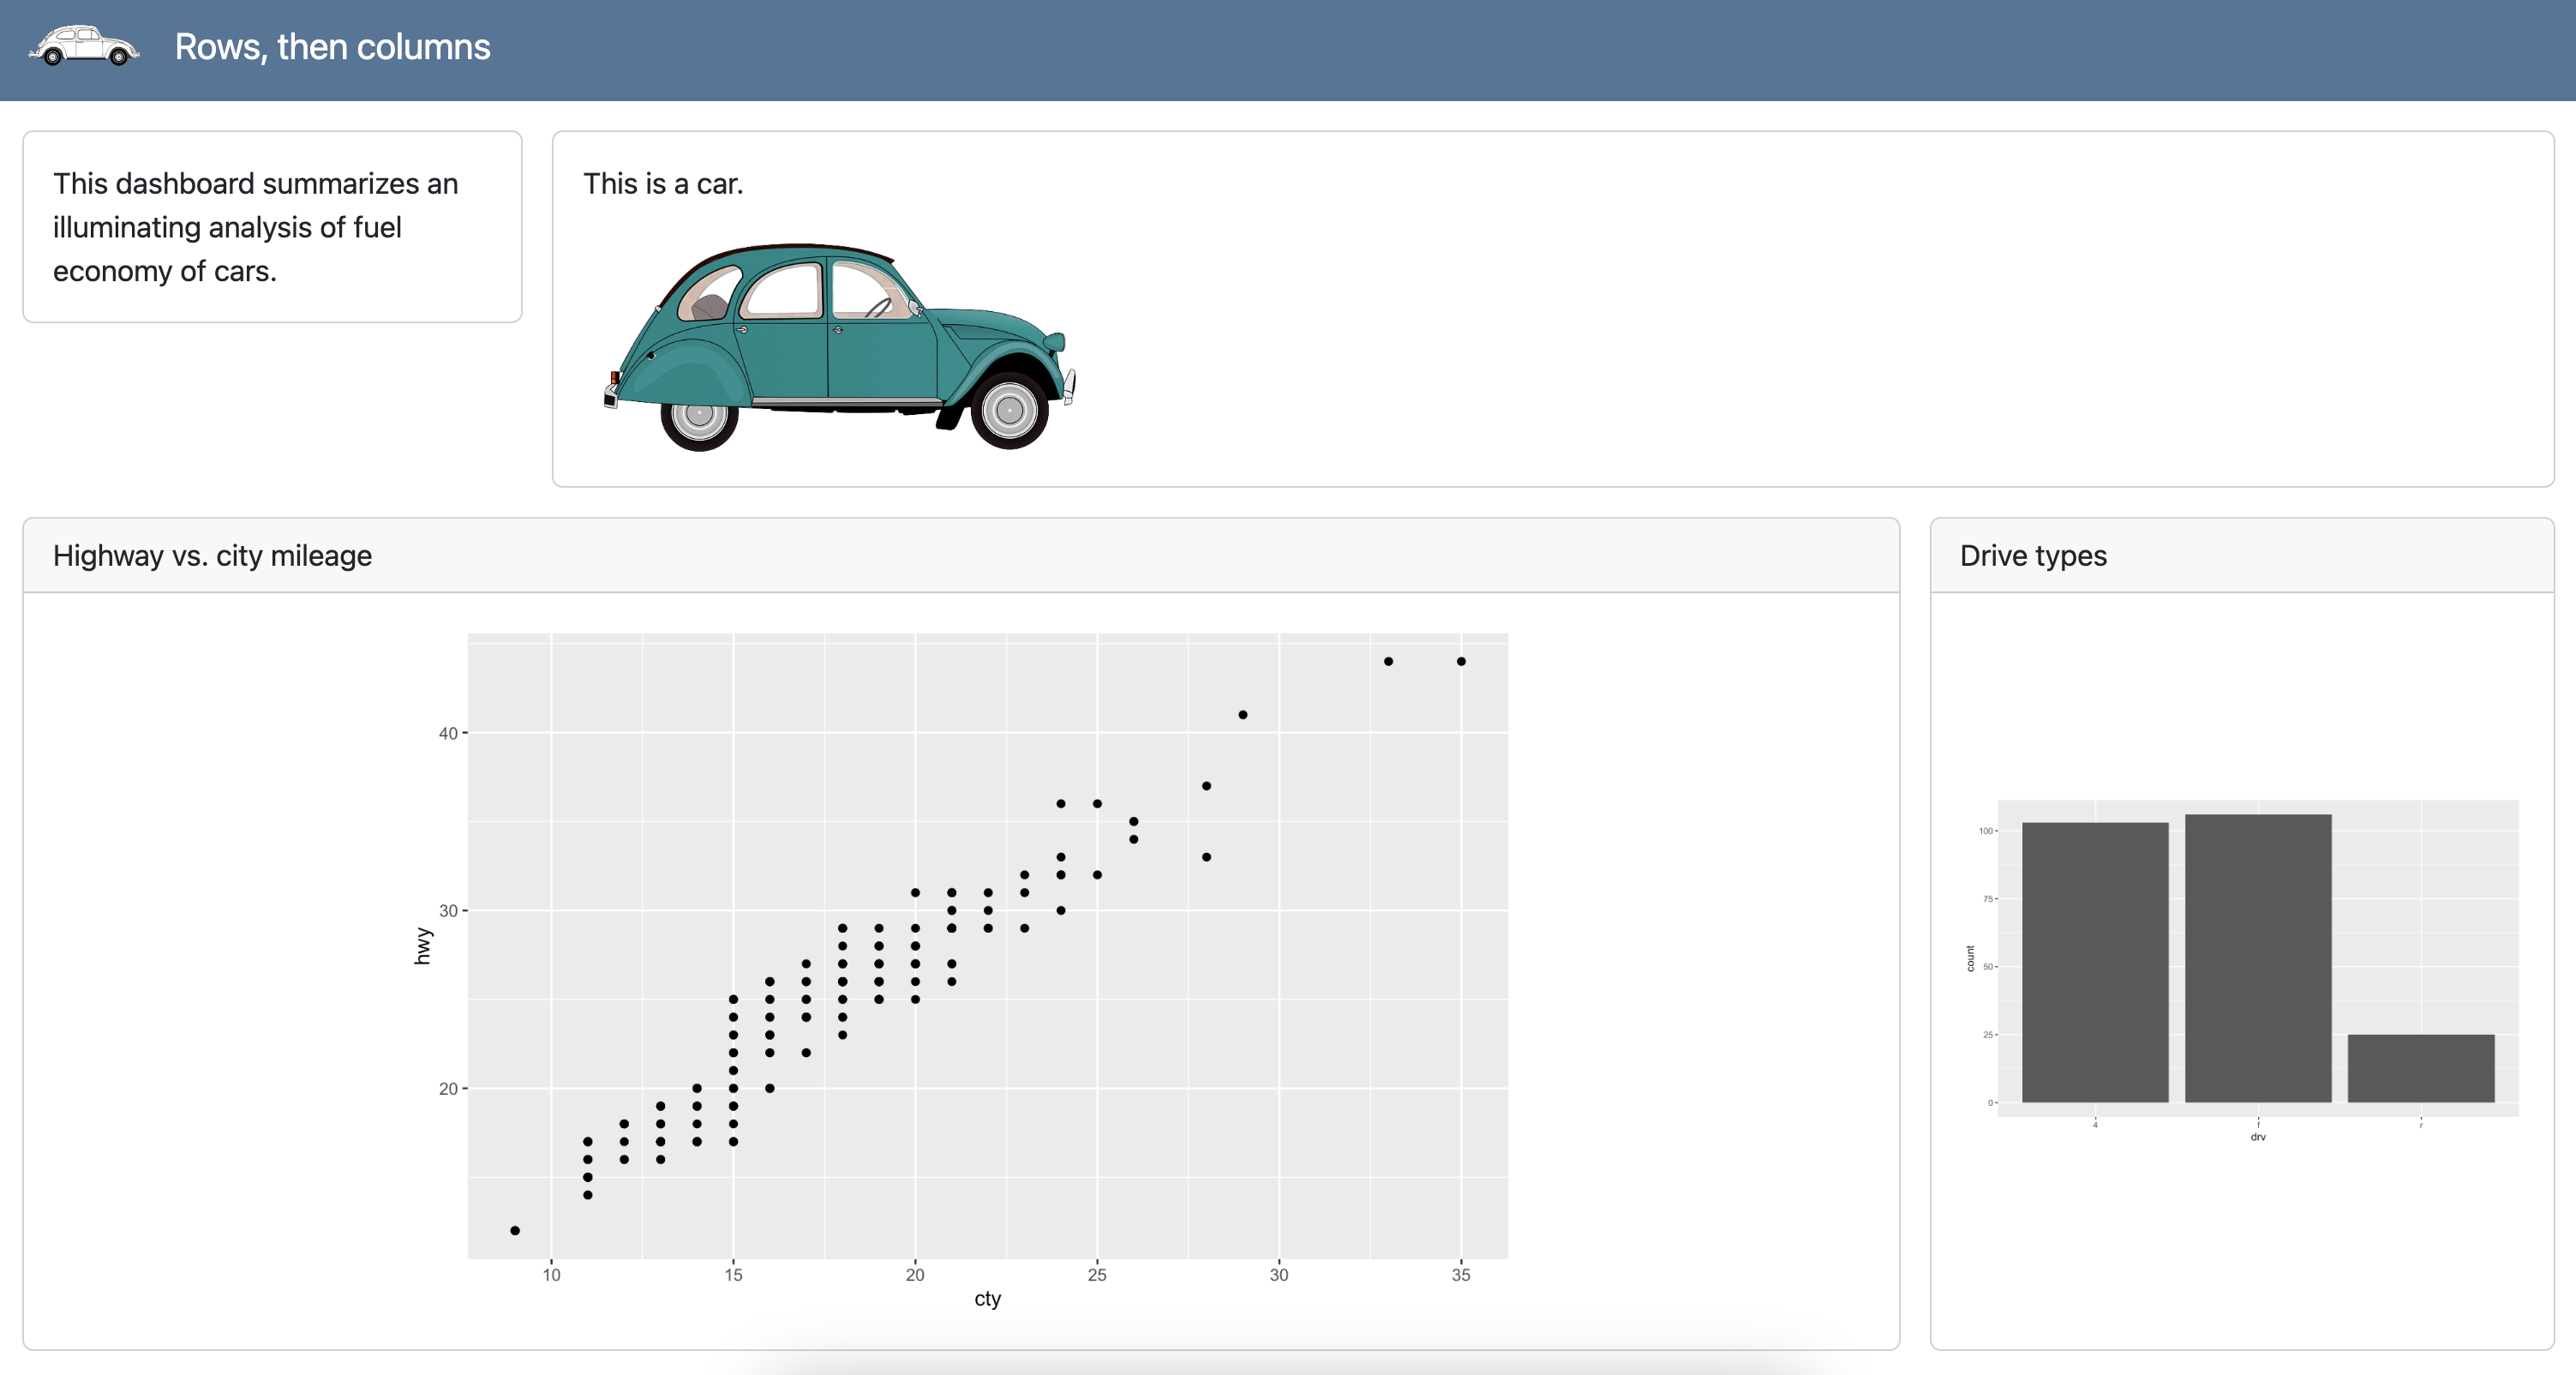 Rows, then columns
This dashboard summarizes an
illuminating analysis of fuel
economy of cars.
This is a car.
Highway vs. city mileage
40
30
20
hwy
10 15 20 25 30 35
cty
Drive types
100
75
50
25
0
count
4 f r
drv